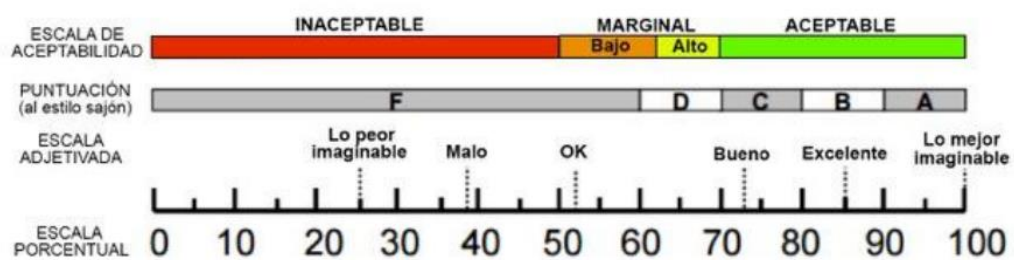 ESCALA DE
ACEPTABILIDAD
INACEPTABLE
MARGINAL
ACEPTABLE
Bajo
Alto
PUNTUACIÓN
(al estilo sajón)
F
D
C
B
A
ESCALA
ADJETIVADA
Lo peor
imaginable
Malo
OK
Bueno
Excelente
Lo mejor
imaginable
ESCALA
PORCENTUAL
0 10 20 30 40 50 60 70 80 90 100